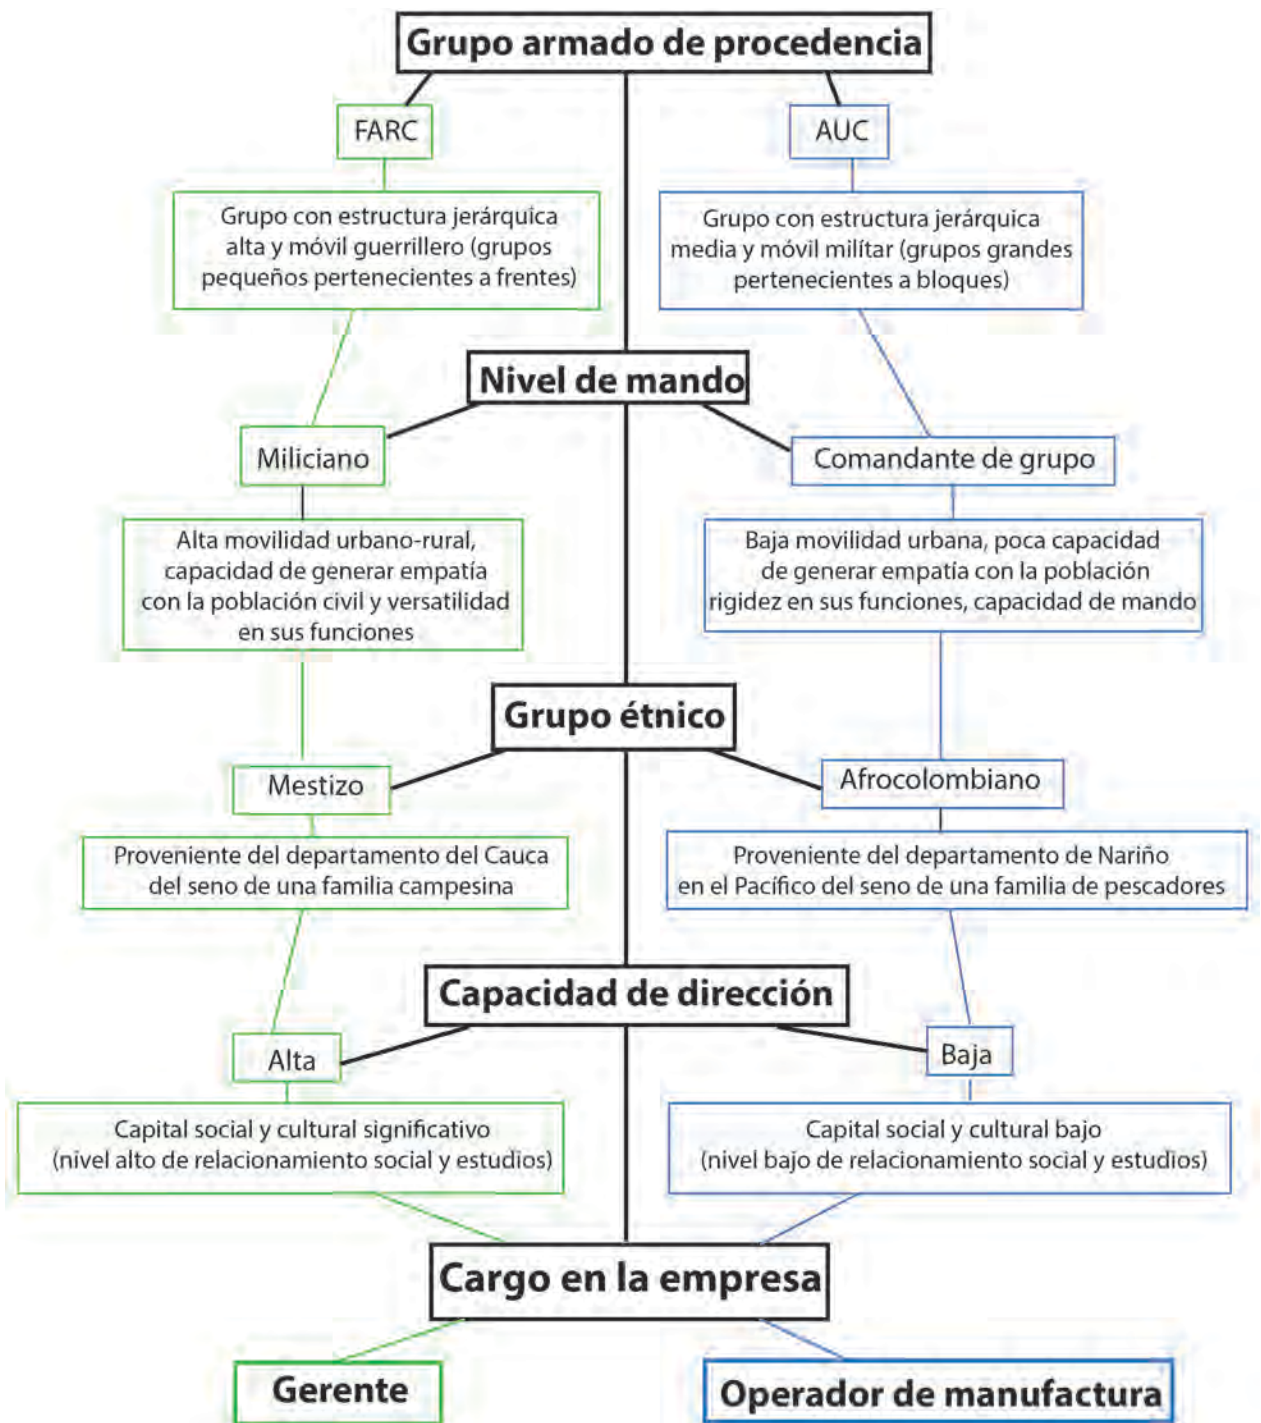 Grupo armado de procedencia
FARC
AUC
Grupo con estructura jerárquica
alta y móvil guerrillero (grupos
pequeños pertenecientes a frentes)
Grupo con estructura jerárquica
media y móvil milítar (grupos grandes
pertenecientes a bloques)
Nivel de mando
Miliciano
Comandante de grupo
Alta movilidad urbano-rural,
capacidad de generar empatía
con la población civil y versatilidad
en sus funciones
Baja movilidad urbana, poca capacidad
de generar empatía con la población
rigidez en sus funciones, capacidad de mando
Grupo étnico
Mestizo
Afrocolombiano
Proveniente del departamento del Cauca
del seno de una familia campesina
Proveniente del departamento de Nariño
en el Pacífico del seno de una familia de pescadores
Capacidad de dirección
Alta
Baja
Capital social y cultural significativo
(nivel alto de relacionamiento social y estudios)
Capital social y cultural bajo
(nivel bajo de relacionamiento social y estudios)
Cargo en la empresa
Gerente
Operador de manufactura